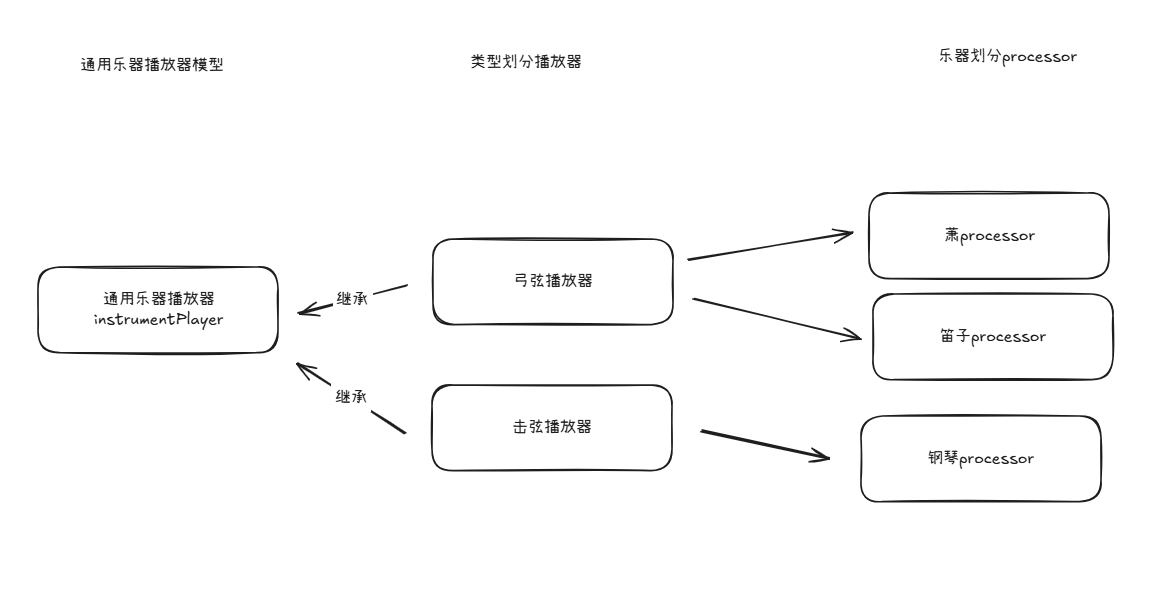 通用乐器播放器模型
类型划分播放器
乐器划分processor
萧processor
弓弦播放器
继承
通用乐器播放器
instrumentPlayer
笛子processor
继承
击弦播放器
钢琴processor